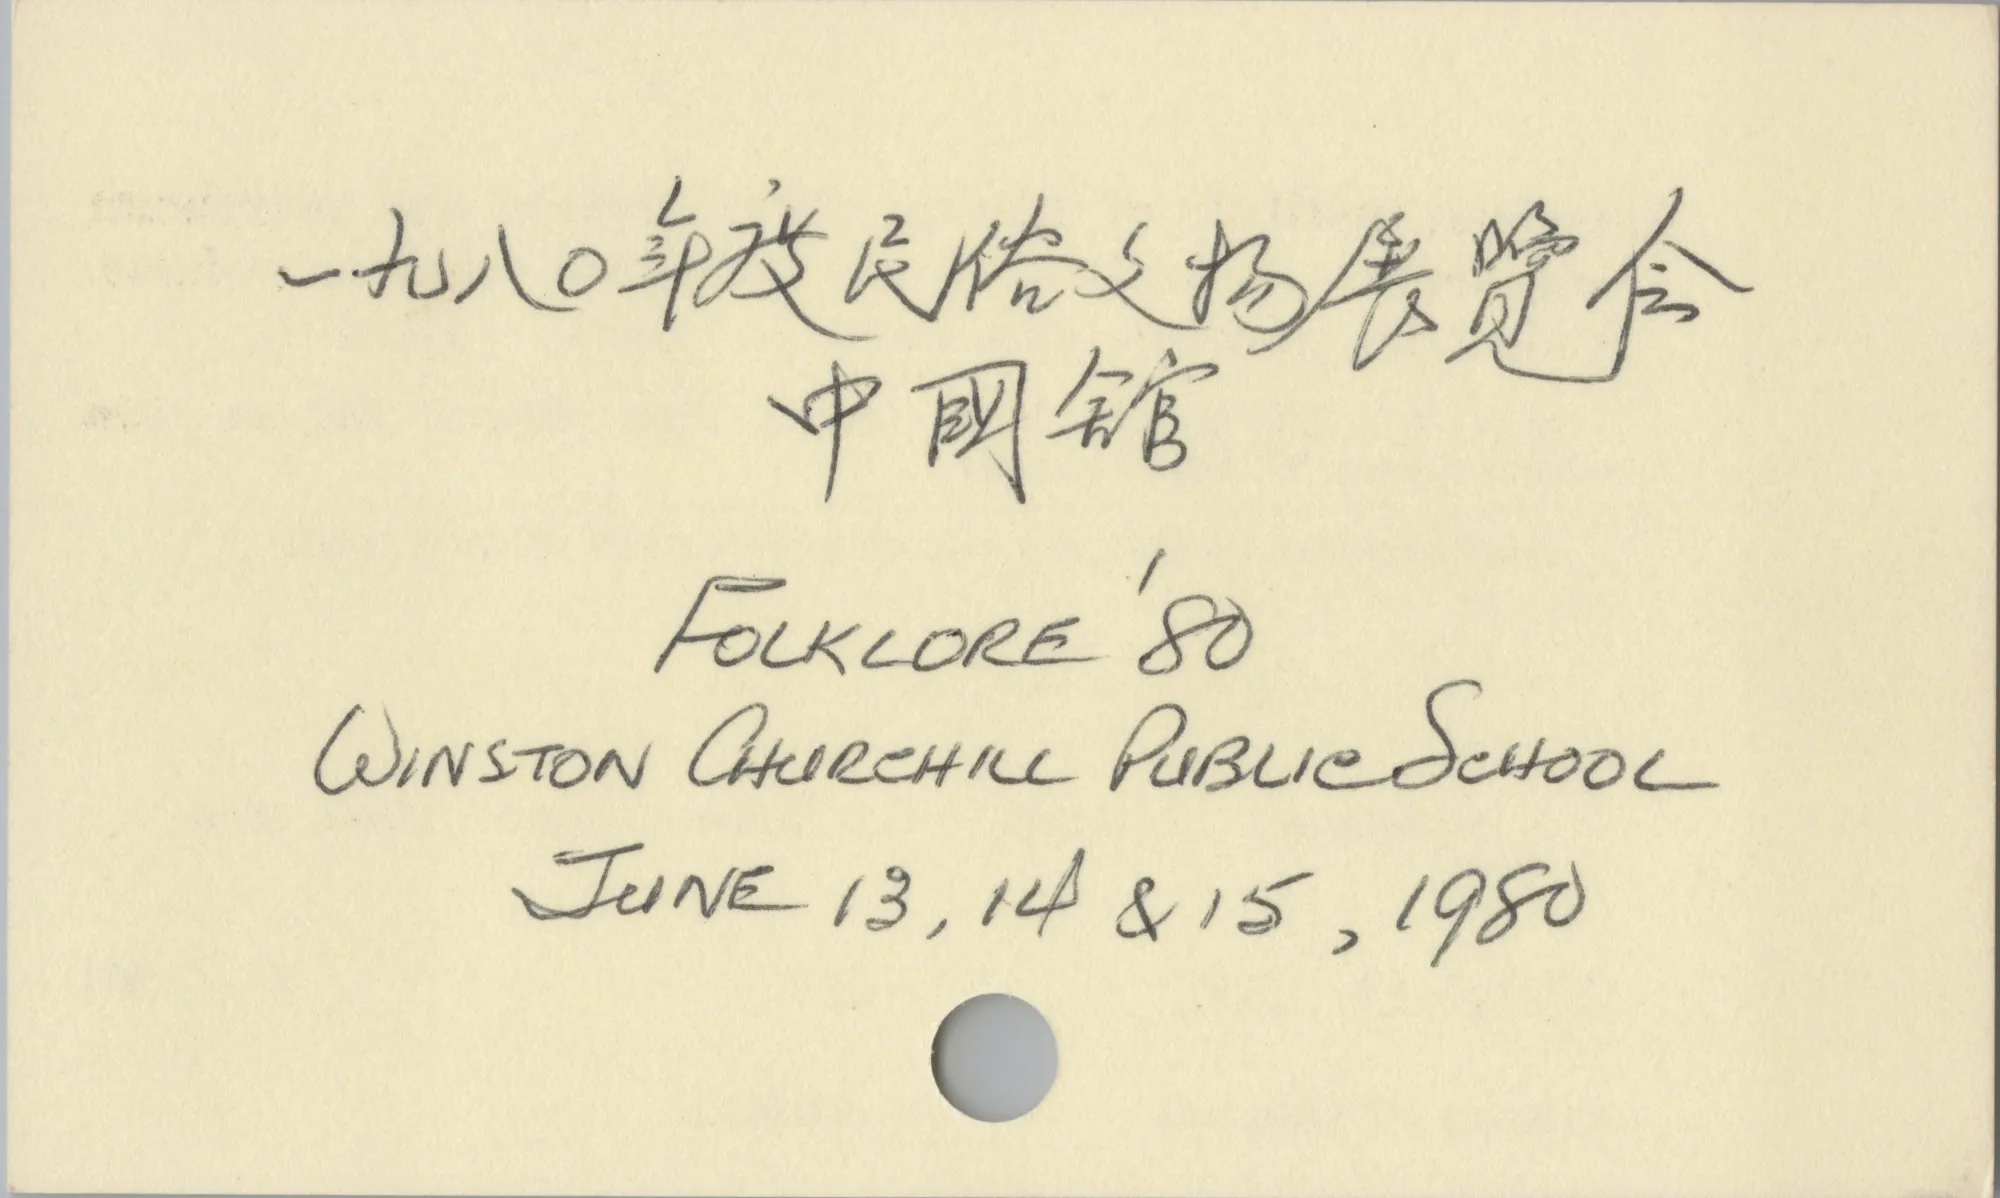 一九八〇年度民俗文物展覽会
中國館
FOLKLORE '80
WINSTON CHURCHILL PUBLIC SCHOOL
JUNE 13, 14 & 15, 1980